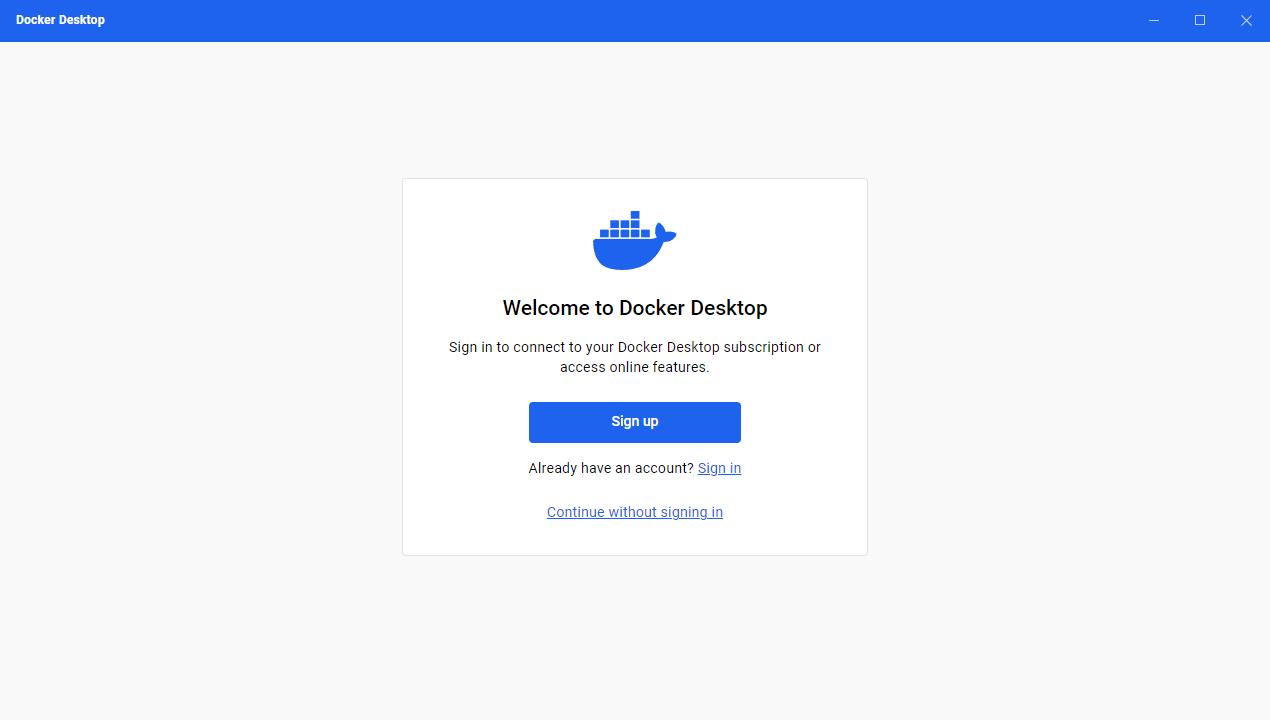 Docker Desktop
Welcome to Docker Desktop
Sign in to connect to your Docker Desktop subscription or
access online features.
Sign up
Already have an account? Sign in
Continue without signing in